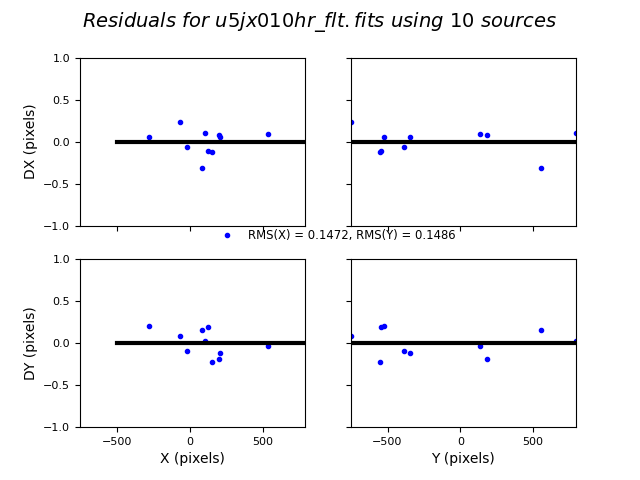 Residuals for u5jx010hr_flt.fits using 10 sources
1.0
0.5
0.0
−0.5
−1.0
DX (pixels)
RMS(X) = 0.1472, RMS(Y) = 0.1486
1.0
0.5
0.0
−0.5
−1.0
DY (pixels)
−500 0 500
−500 0 500
X (pixels)
Y (pixels)